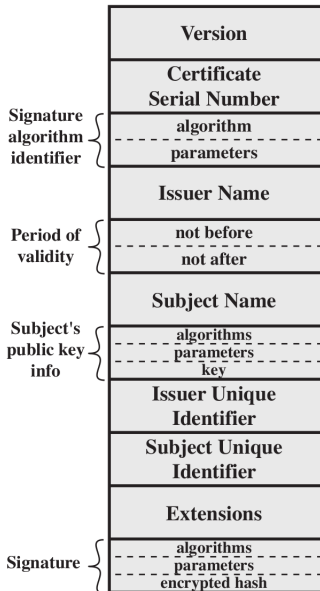 Version
Certificate
Serial Number
Signature
algorithm
identifier
algorithm
parameters
Issuer Name
Period of
validity
not before
not after
Subject Name
Subject's
public key
info
algorithms
parameters
key
Issuer Unique
Identifier
Subject Unique
Identifier
Extensions
Signature
algorithms
parameters
encrypted hash